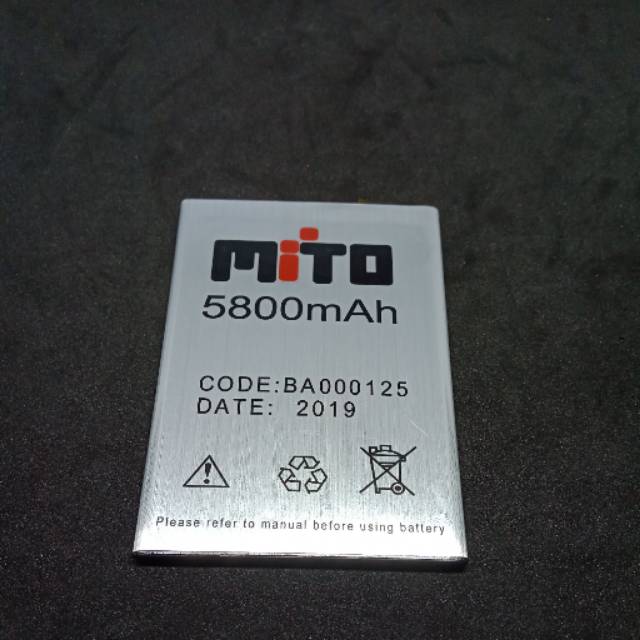 MiTO
5800mAh
CODE:BA000125
DATE: 2019
Please refer to manual before using battery